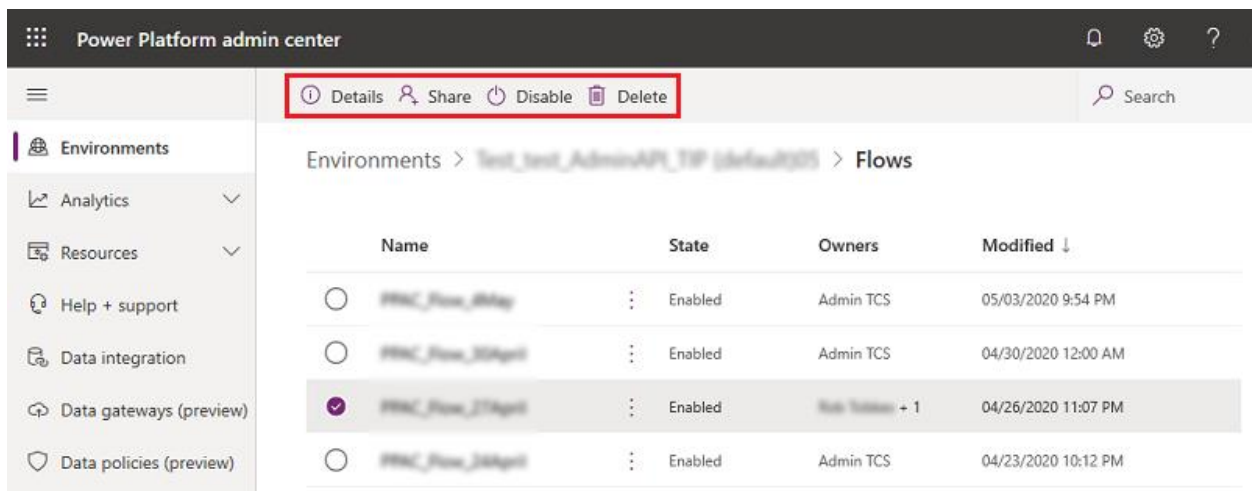 Power Platform admin center
Details Share Disable Delete
Search
Environments
Analytics
Resources
Help + support
Data integration
Data gateways (preview)
Data policies (preview)
Environments > > Flows
Name State Owners Modified ↓
Enabled Admin TCS 05/03/2020 9:54 PM
Enabled Admin TCS 04/30/2020 12:00 AM
Enabled + 1 04/26/2020 11:07 PM
Enabled Admin TCS 04/23/2020 10:12 PM